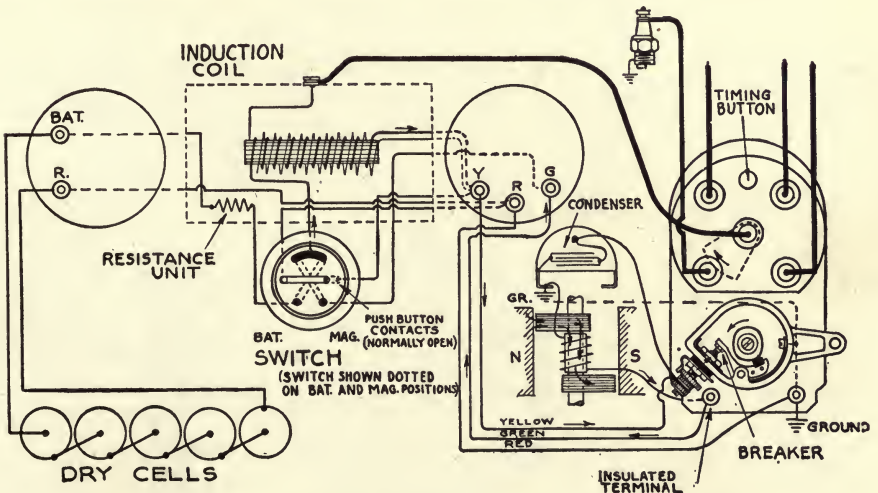 INDUCTION
COIL
TIMING
BUTTON
BAT.
R.
Y
R
G
CONDENSER
RESISTANCE
UNIT
GR.
BAT.
MAG.
PUSH BUTTON
CONTACTS
(NORMALLY OPEN)
SWITCH
(SWITCH SHOWN DOTTED
ON BAT. AND MAG. POSITIONS)
N
S
YELLOW
GREEN
RED
GROUND
BREAKER
INSULATED
TERMINAL
DRY CELLS